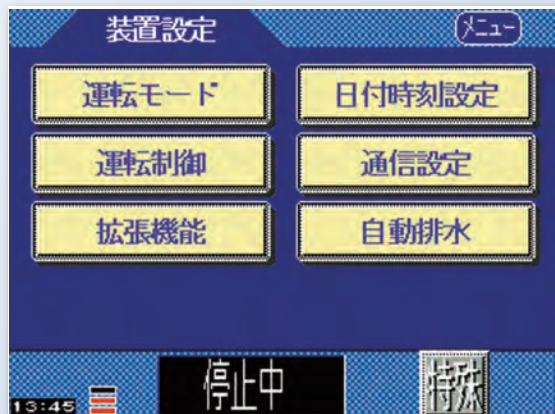 装置設定 メニュー
運転モード 日付時刻設定
運転制御 通信設定
拡張機能 自動排水
13:45 停止中 特殊